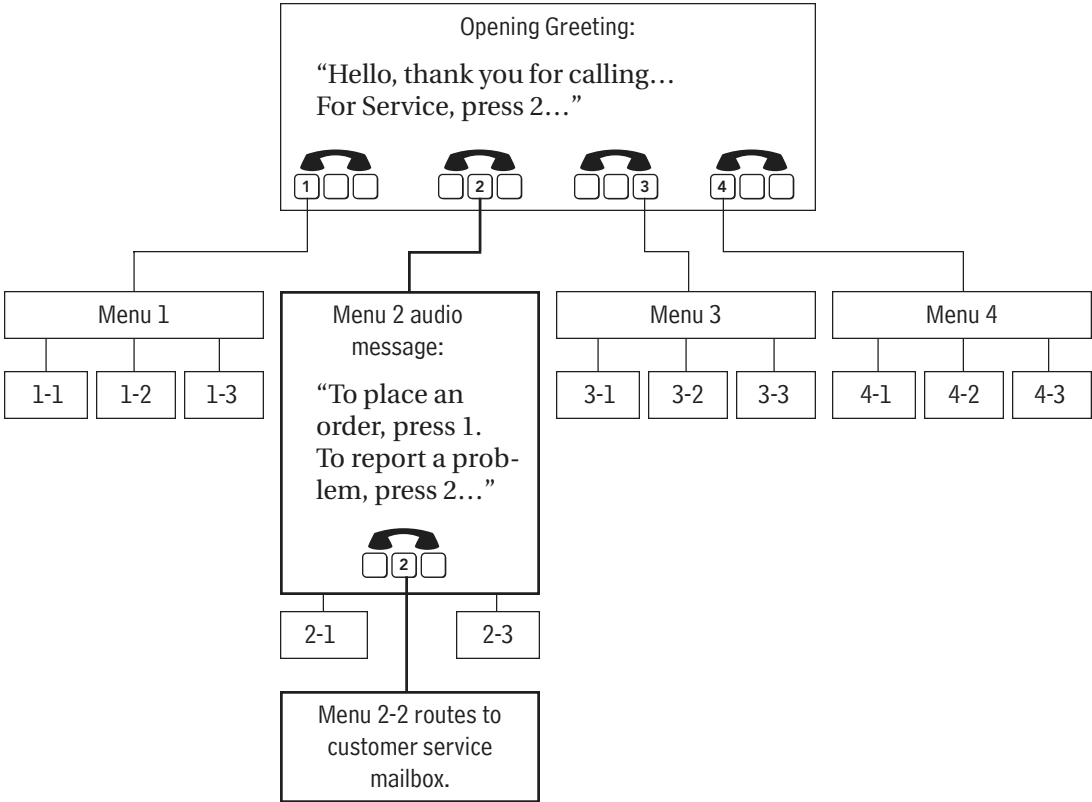 Opening Greeting:
“Hello, thank you for calling…
For Service, press 2…”
1
2
3
4
Menu 1
Menu 2 audio
message:
“To place an
order, press 1.
To report a prob-
lem, press 2…”
2
Menu 3
Menu 4
1-1
1-2
1-3
3-1
3-2
3-3
4-1
4-2
4-3
2-1
2-3
Menu 2-2 routes to
customer service
mailbox.